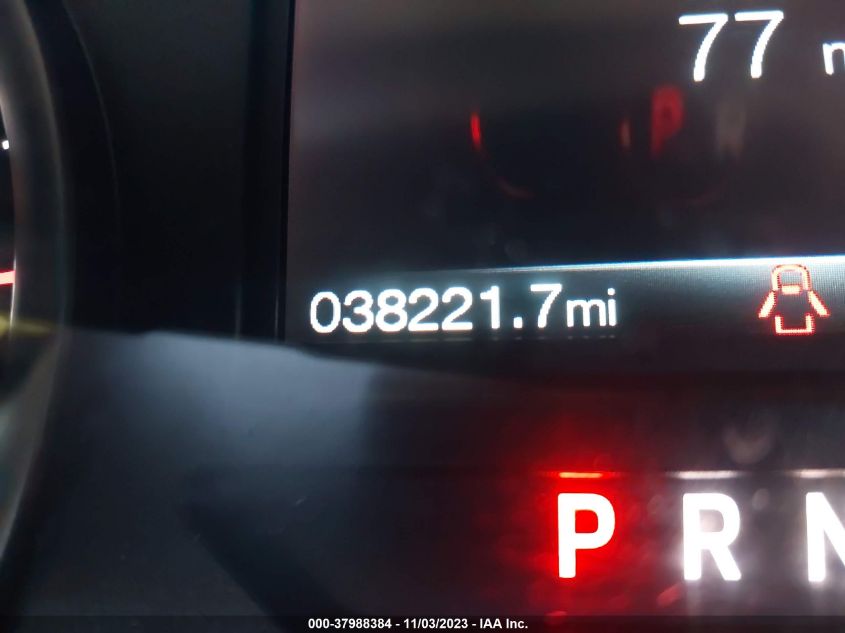 77
038221.7mi
P R N
000-37988384 - 11/03/2023 - IAA Inc.